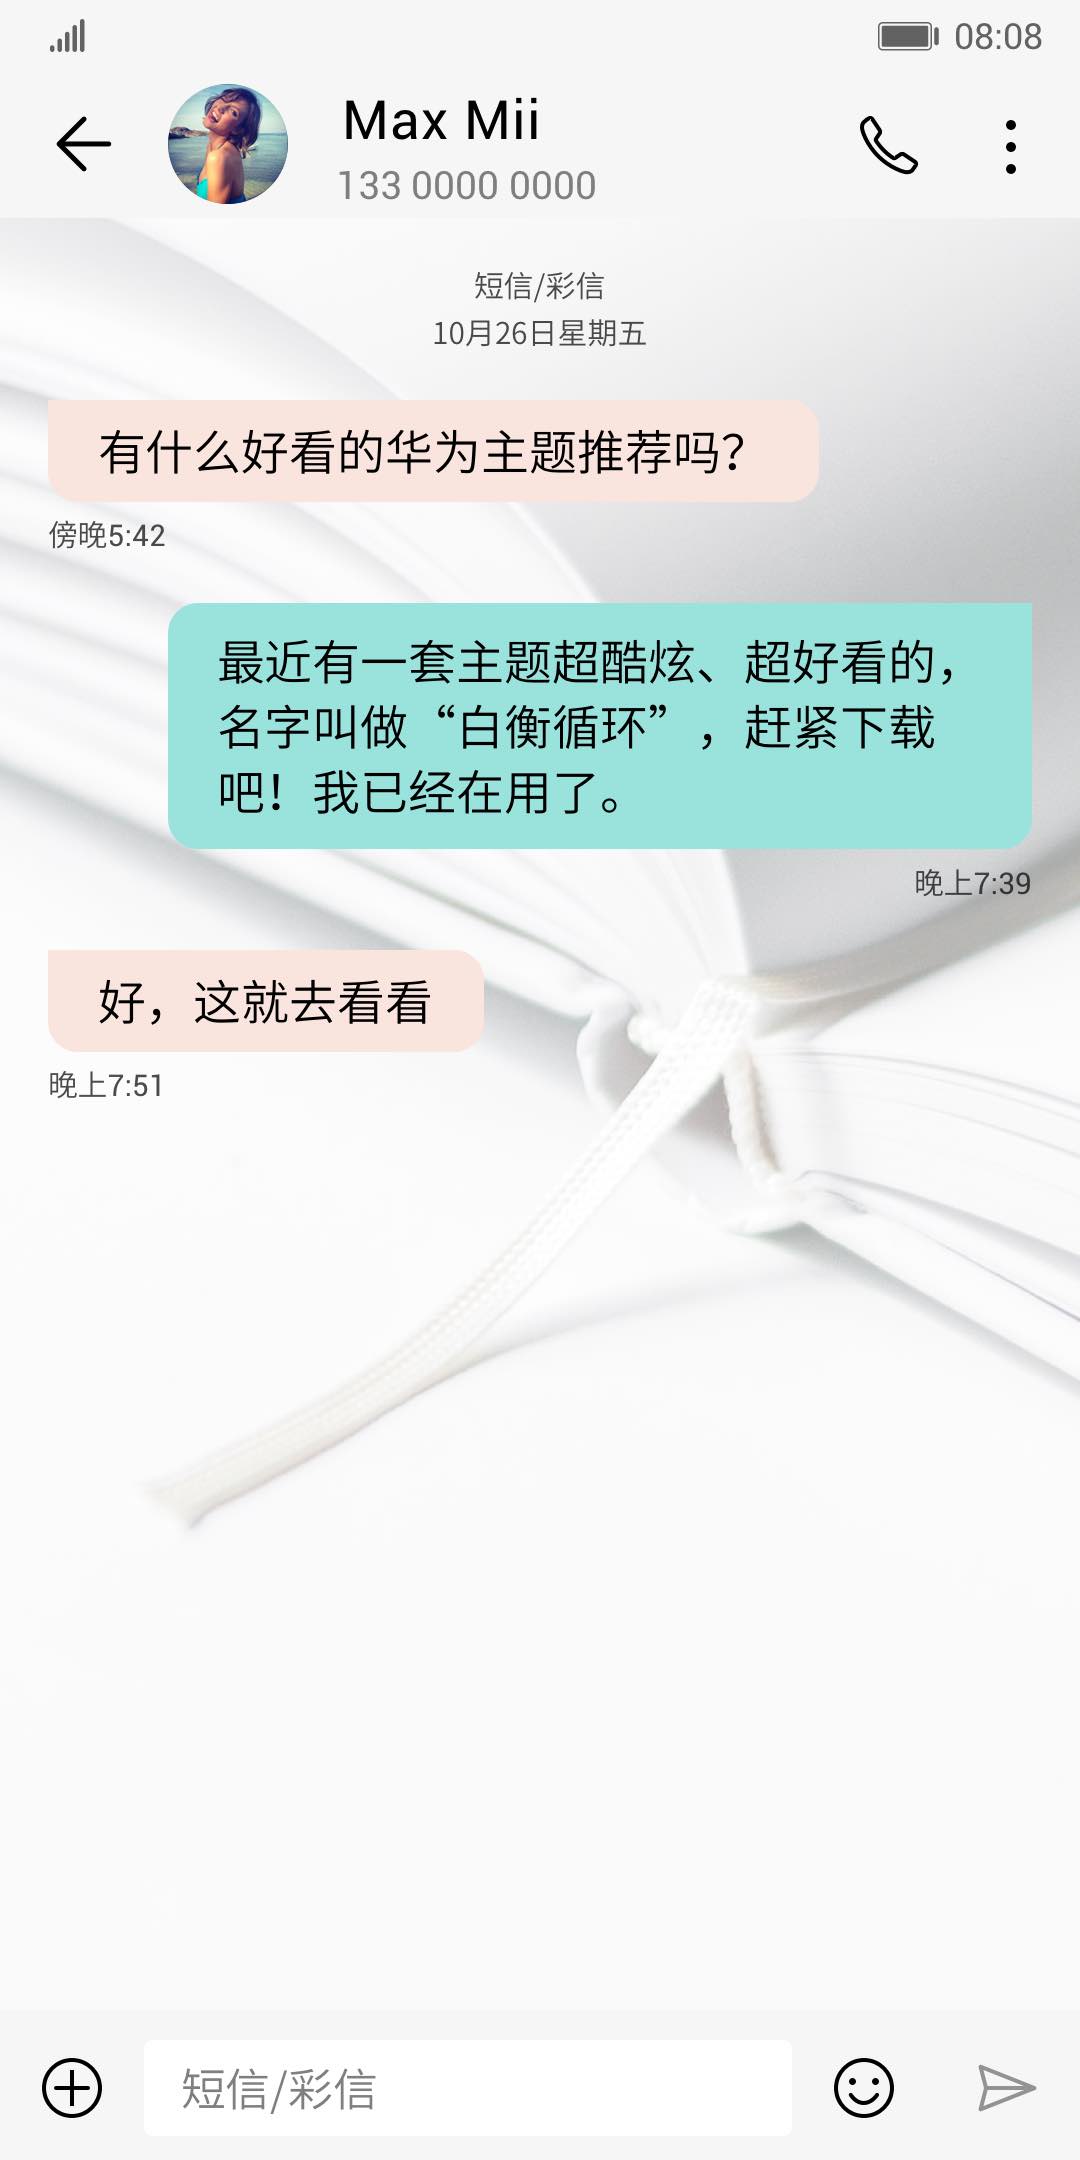 08:08
Max Mii
133 0000 0000
短信/彩信
10月26日星期五
有什么好看的华为主题推荐吗？
傍晚5:42
最近有一套主题超酷炫、超好看的，
名字叫做“白衡循环”，赶紧下载
吧！我已经在用了。
晚上7:39
好，这就去看看
晚上7:51
短信/彩信